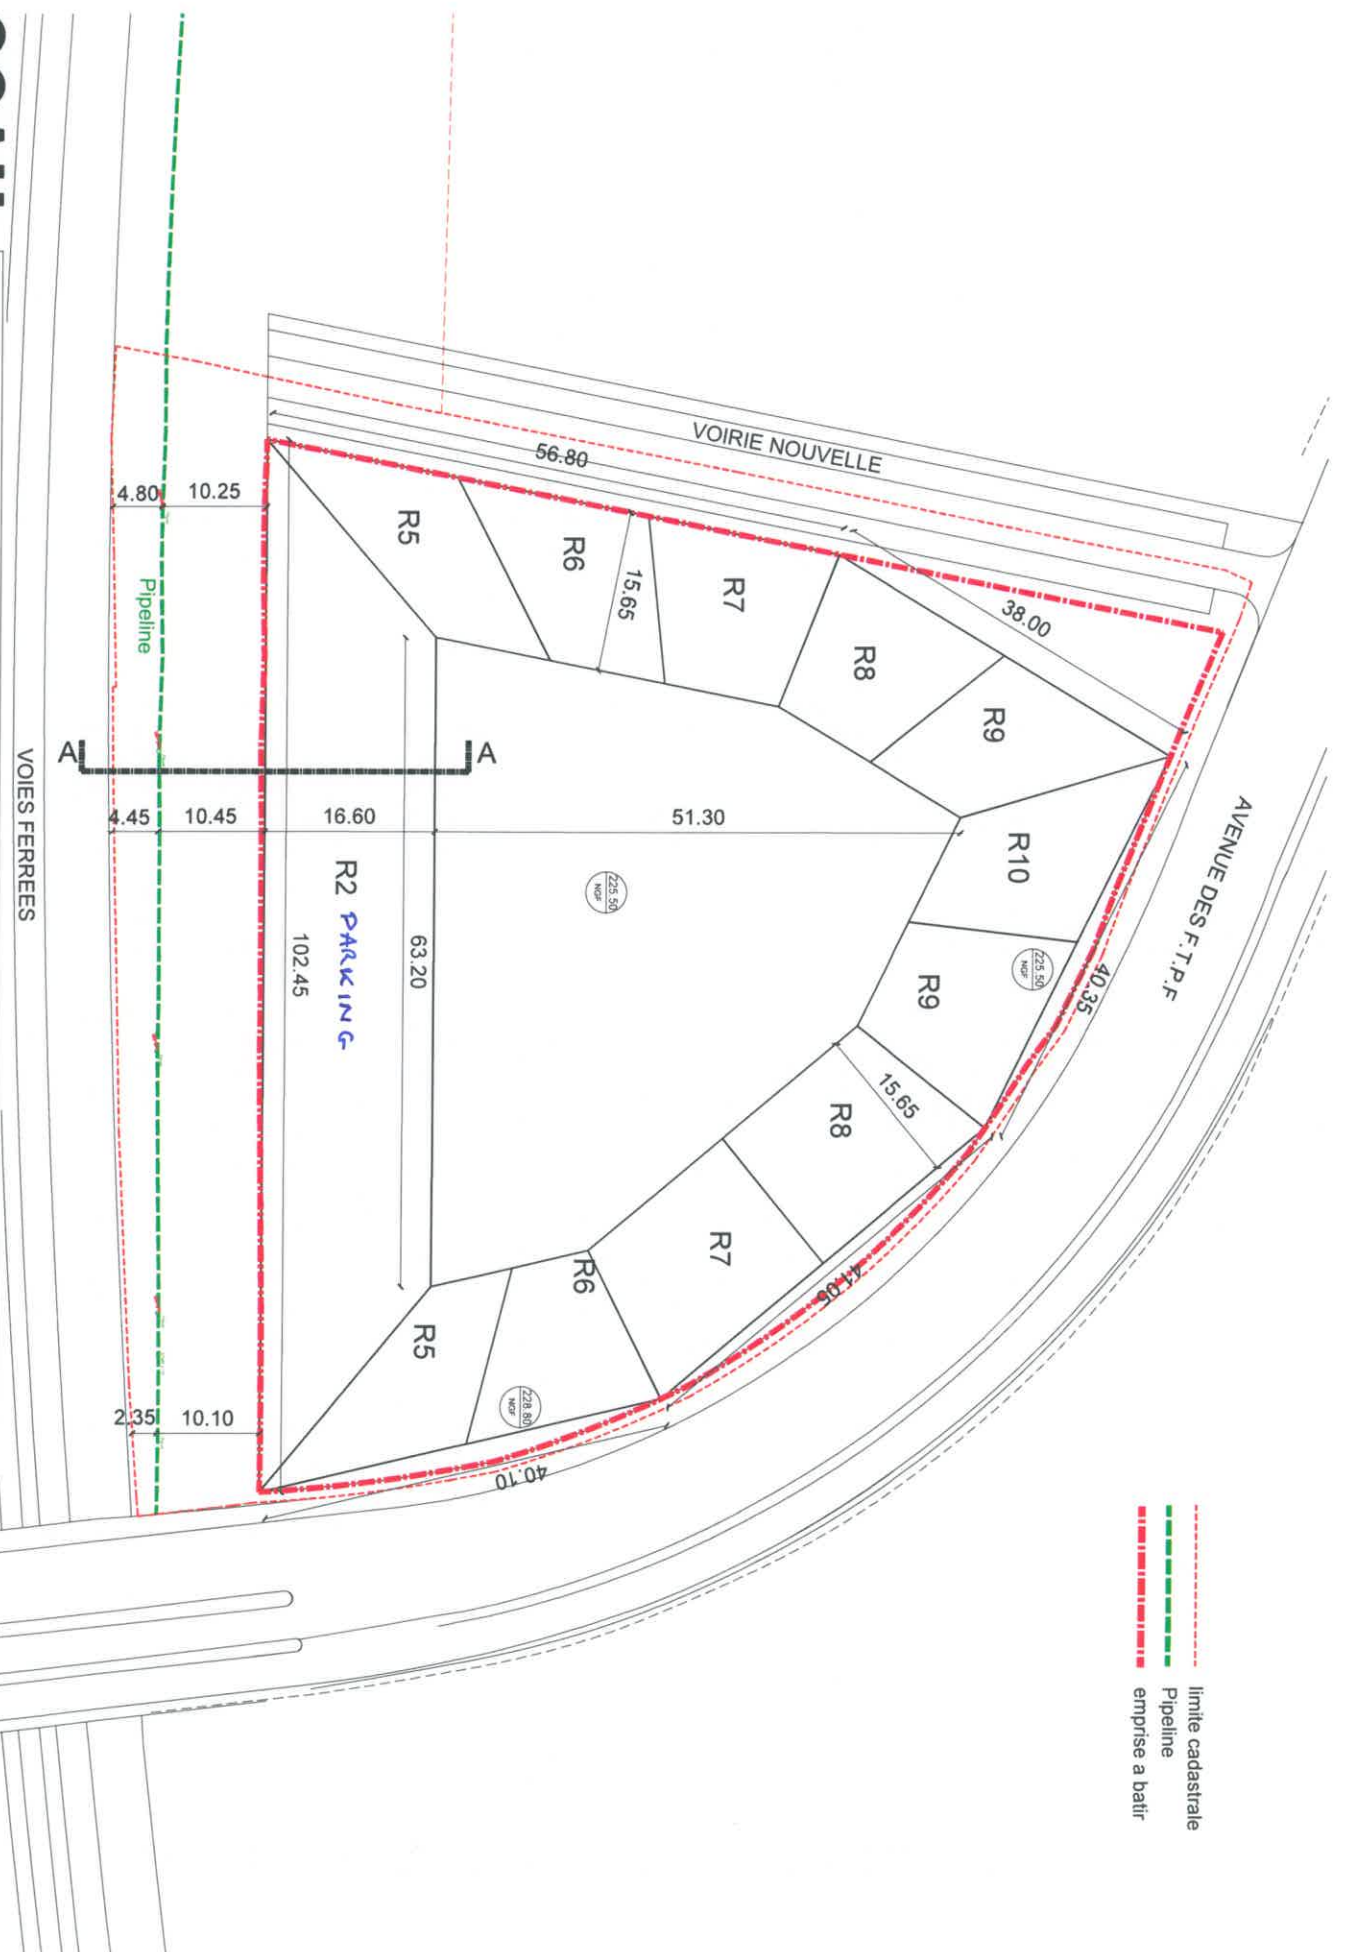 VOIRIE NOUVELLE
56.80
38.00
R5
R6
15.65
R7
R8
R9
R10
R9
R8
15.65
R7
R6
R5
4.80
10.25
Pipeline
A
A
4.45
10.45
16.60
51.30
R2 PARKING
63.20
102.45
225.50
NGF
225.50
NGF
228.80
NGF
AVENUE DES F.T.P.F
40.35
41.05
40.10
2.35
10.10
VOIES FERREES
limite cadastrale
Pipeline
emprise a batir